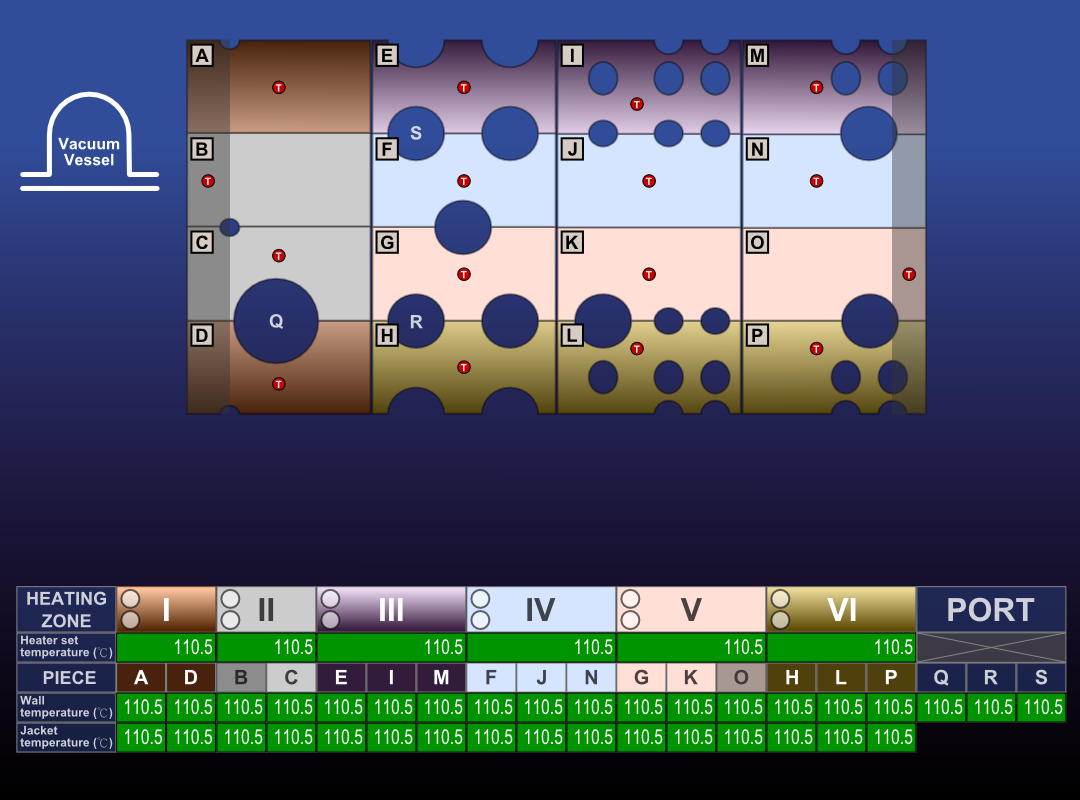 A
E
I
M
T
T
T
T
S
Vacuum
Vessel
B
F
J
N
T
T
T
T
C
G
K
O
T
T
T
T
Q
R
D
H
L
P
T
T
T
T
HEATING
ZONE
I
II
III
IV
V
VI
PORT
Heater set
temperature (℃)
110.5 110.5 110.5 110.5 110.5 110.5
PIECE A D B C E I M F J N G K O H L P Q R S
Wall
temperature (℃)
110.5 110.5 110.5 110.5 110.5 110.5 110.5 110.5 110.5 110.5 110.5 110.5 110.5 110.5 110.5 110.5 110.5 110.5 110.5
Jacket
temperature (℃)
110.5 110.5 110.5 110.5 110.5 110.5 110.5 110.5 110.5 110.5 110.5 110.5 110.5 110.5 110.5 110.5